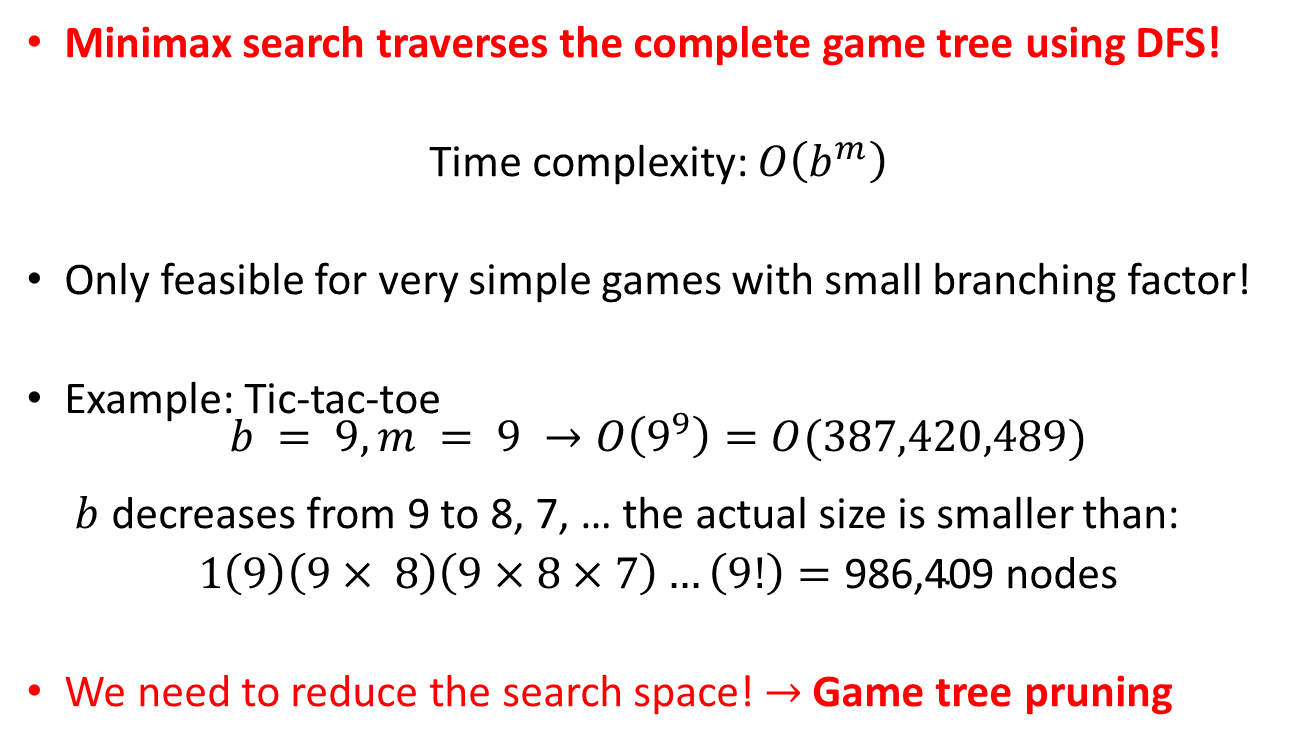 • Minimax search traverses the complete game tree using DFS!
Time complexity: 𝑂(𝑏ᵐ)
• Only feasible for very simple games with small branching factor!
• Example: Tic-tac-toe
𝑏 = 9, 𝑚 = 9 → 𝑂(9⁹) = 𝑂(387,420,489)
𝑏 decreases from 9 to 8, 7, … the actual size is smaller than:
1(9)(9 × 8)(9 × 8 × 7) … (9!) = 986,409 nodes
• We need to reduce the search space! → Game tree pruning